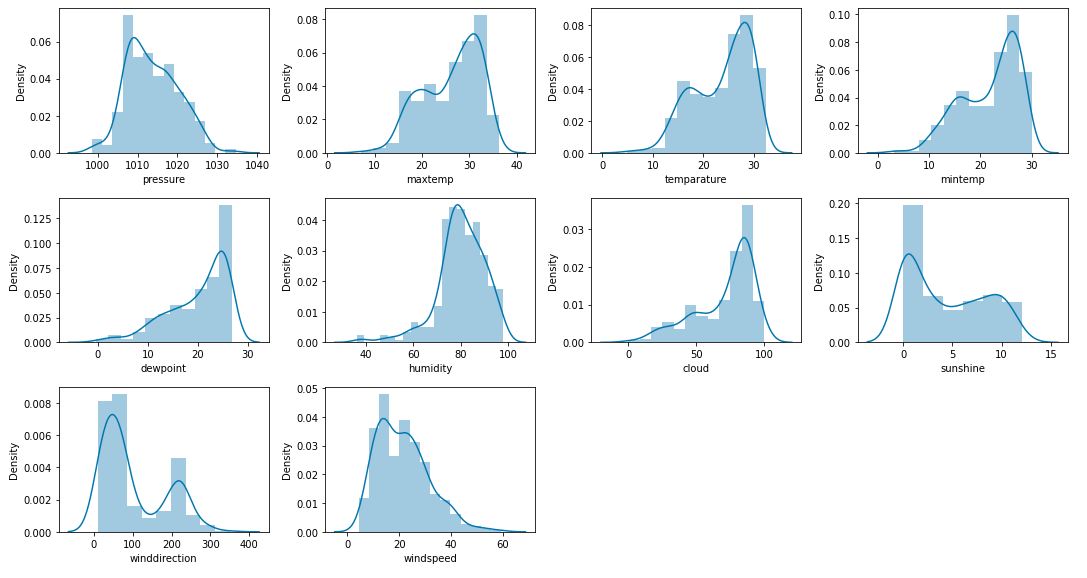 0.06
0.04
0.02
0.00
Density
1000 1010 1020 1030 1040
pressure
0.08
0.06
0.04
0.02
0.00
Density
0 10 20 30 40
maxtemp
0.08
0.06
0.04
0.02
0.00
Density
0 10 20 30
temparature
0.10
0.08
0.06
0.04
0.02
0.00
Density
0 10 20 30
mintemp
0.125
0.100
0.075
0.050
0.025
0.000
Density
0 10 20 30
dewpoint
0.04
0.03
0.02
0.01
0.00
Density
40 60 80 100
humidity
0.03
0.02
0.01
0.00
Density
0 50 100
cloud
0.20
0.15
0.10
0.05
0.00
Density
0 5 10 15
sunshine
0.008
0.006
0.004
0.002
0.000
Density
0 100 200 300 400
winddirection
0.05
0.04
0.03
0.02
0.01
0.00
Density
0 20 40 60
windspeed